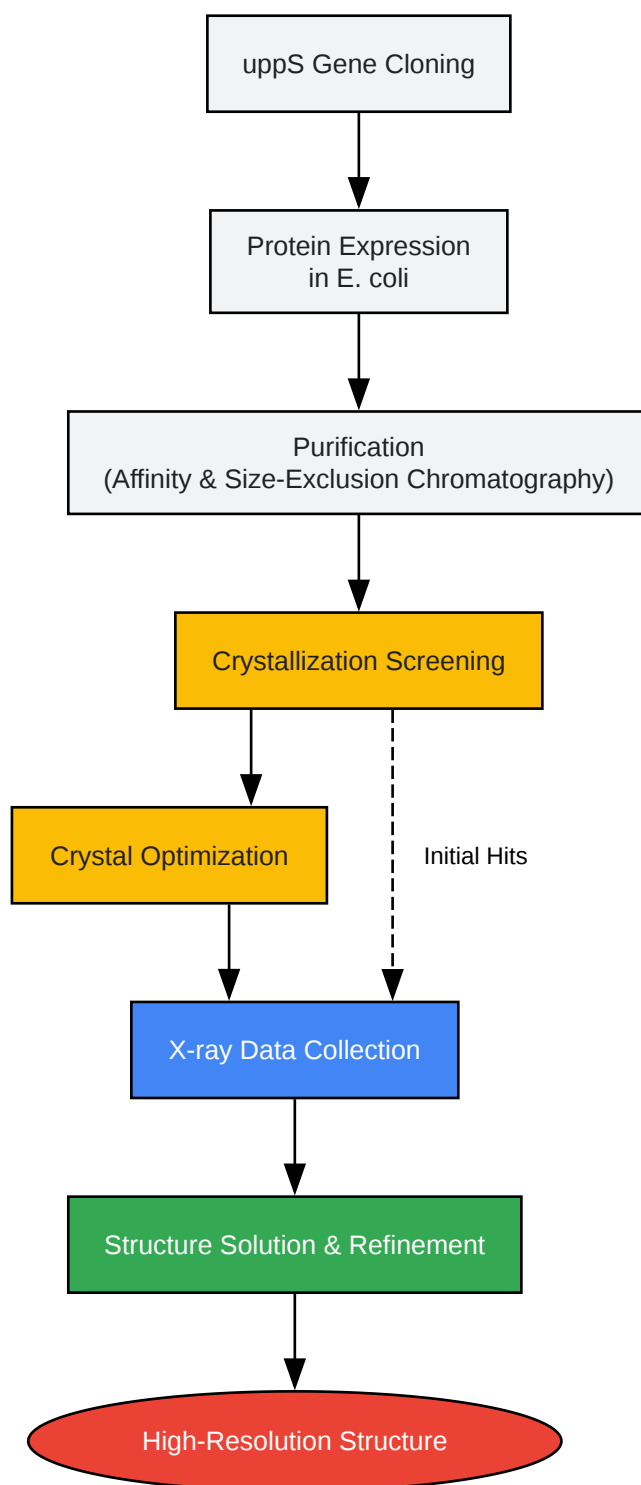 uppS Gene Cloning
Protein Expression
in E. coli
Purification
(Affinity & Size-Exclusion Chromatography)
Crystallization Screening
Crystal Optimization
Initial Hits
X-ray Data Collection
Structure Solution & Refinement
High-Resolution Structure